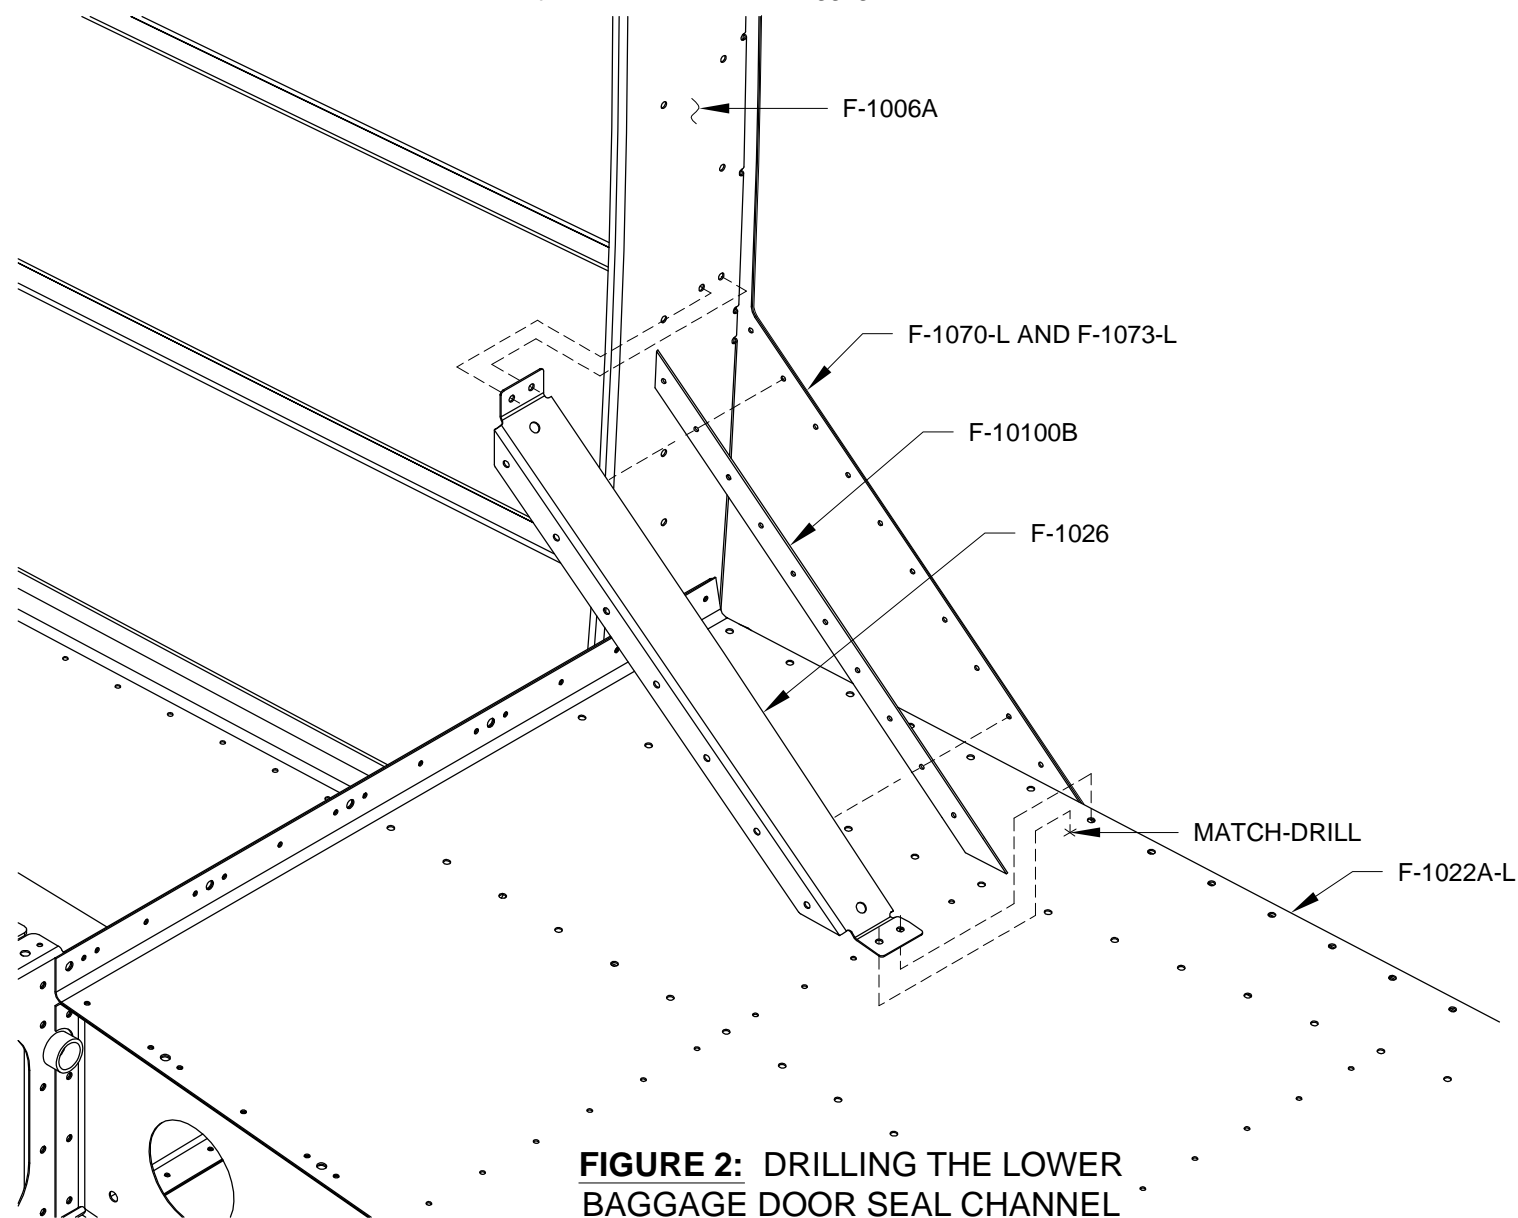 F-1006A
F-1070-L AND F-1073-L
F-10100B
F-1026
MATCH-DRILL
F-1022A-L
FIGURE 2: DRILLING THE LOWER
BAGGAGE DOOR SEAL CHANNEL